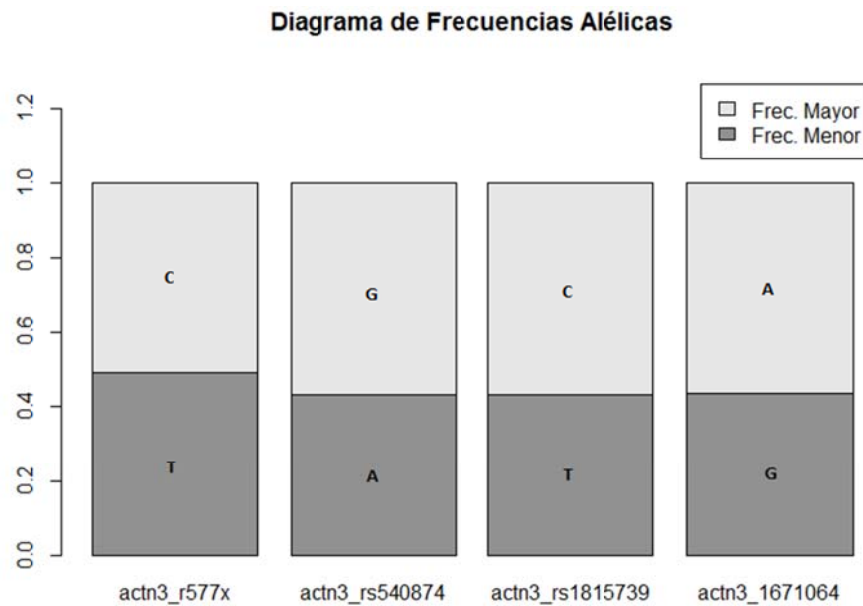 Diagrama de Frecuencias Alélicas
Frec. Mayor
Frec. Menor
1.2
1.0
0.8
0.6
0.4
0.2
0.0
C
G
C
A
T
A
T
G
actn3_r577x
actn3_rs540874
actn3_rs1815739
actn3_1671064